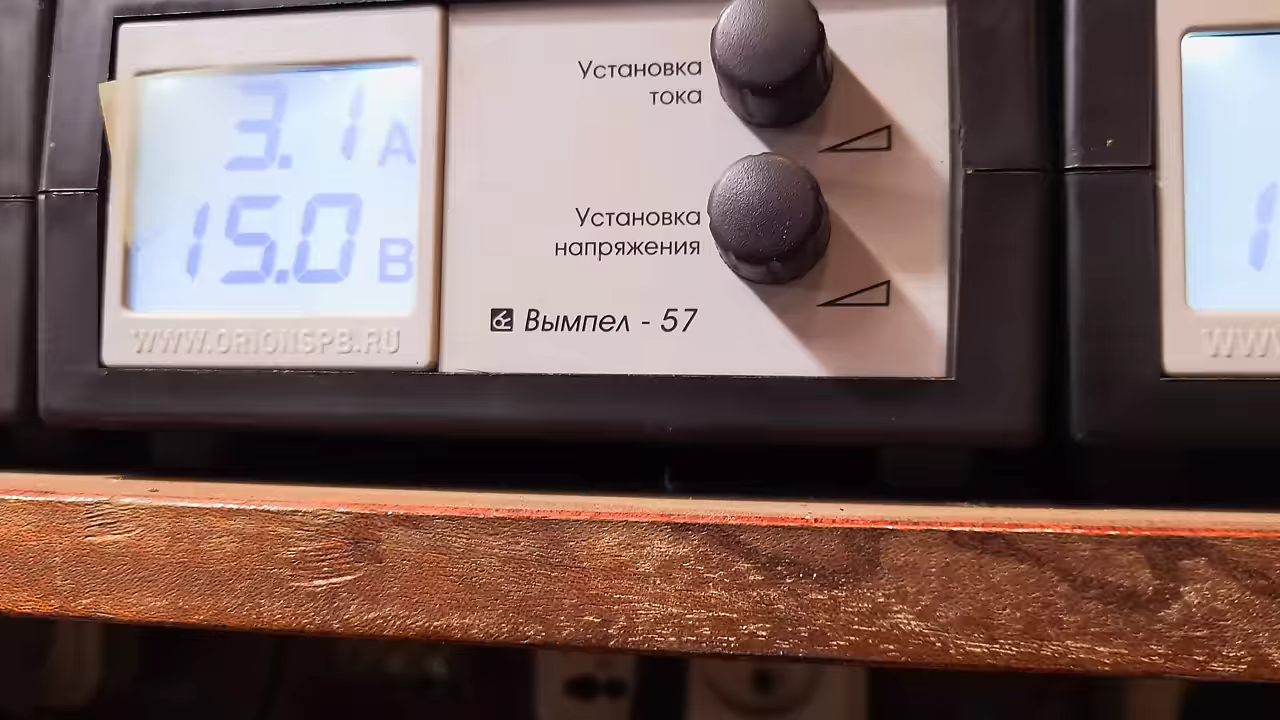 3.1 А
15.0 В
WWW.ORIONSPB.RU
Установка
тока
Установка
напряжения
Вымпел - 57